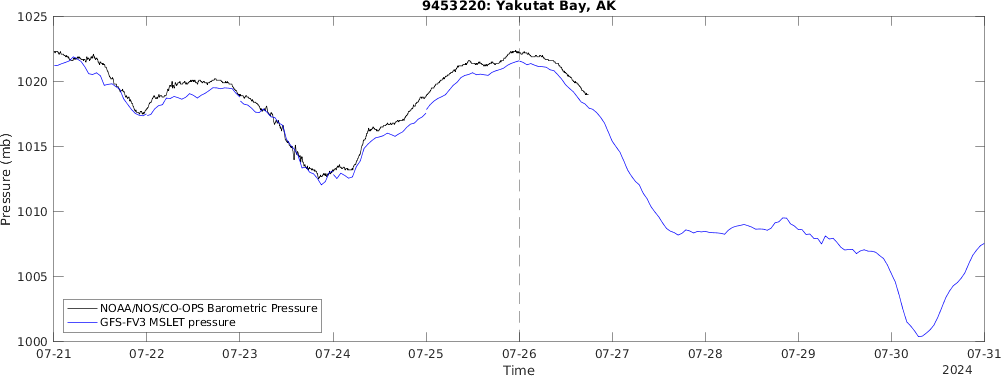 9453220: Yakutat Bay, AK
1025
1020
1015
1010
1005
1000
Pressure (mb)
NOAA/NOS/CO-OPS Barometric Pressure
GFS-FV3 MSLET pressure
07-21 07-22 07-23 07-24 07-25 07-26 07-27 07-28 07-29 07-30 07-31
Time
2024